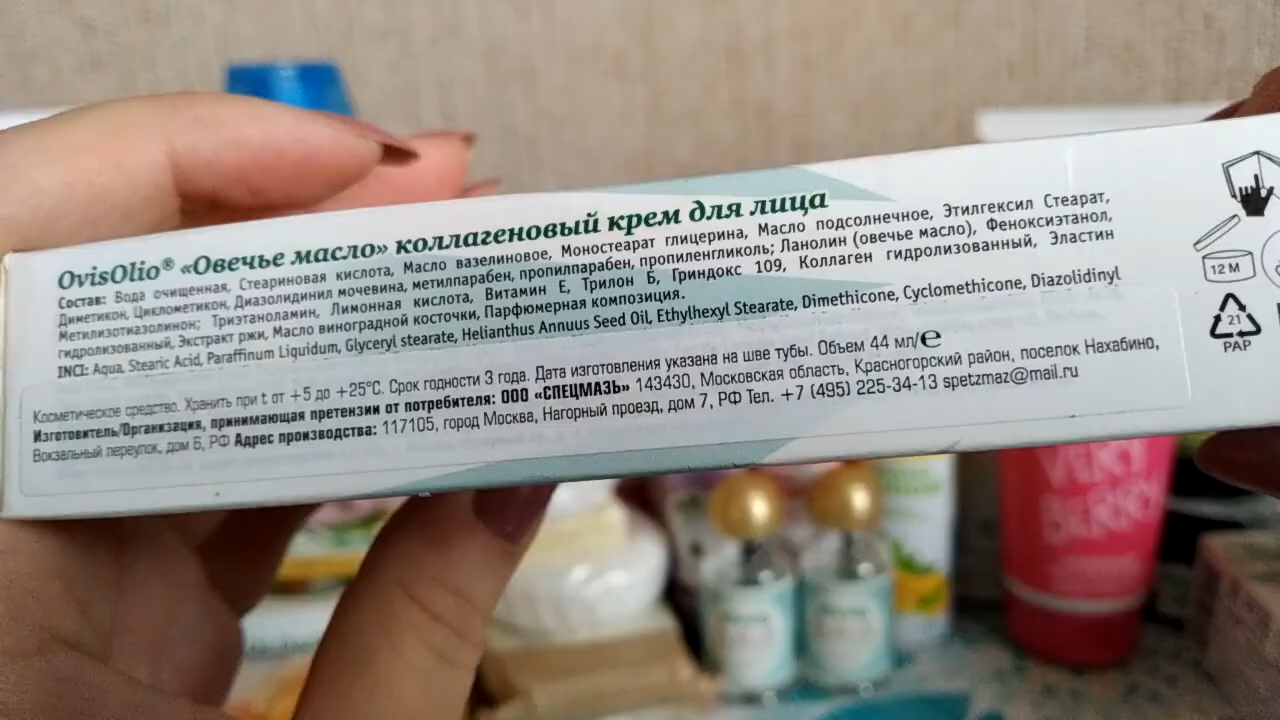 OvisOlio® «Овечье масло» коллагеновый крем для лица
Состав: Вода очищенная, Стеариновая кислота, Масло вазелиновое, Моностеарат глицерина, Масло подсолнечное, Этилгексил Стеарат,
Диметикон, Циклометикон, Диазолидинил мочевина, метилпарабен, пропилпарабен, пропиленгликоль; Ланолин (овечье масло), Феноксиэтанол,
Метилизотиазолинон; Триэтаноламин, Лимонная кислота, Витамин Е, Трилон Б, Гриндокс 109, Коллаген гидролизованный, Эластин
гидролизованный, Экстракт ржи, Масло виноградной косточки, Парфюмерная композиция.
INCI: Aqua, Stearic Acid, Paraffinum Liquidum, Glyceryl stearate, Helianthus Annuus Seed Oil, Ethylhexyl Stearate, Dimethicone, Cyclomethicone, Diazolidinyl
Косметическое средство. Хранить при t от +5 до +25°С. Срок годности 3 года. Дата изготовления указана на шве тубы. Объем 44 мл/℮
Изготовитель/Организация, принимающая претензии от потребителя: ООО «СПЕЦМАЗЬ» 143430, Московская область, Красногорский район, поселок Нахабино,
Вокзальный переулок, дом 6, РФ Адрес производства: 117105, город Москва, Нагорный проезд, дом 7, РФ Тел. +7 (495) 225-34-13 spetzmaz@mail.ru
12 M
21
PAP
VERY
BERRY